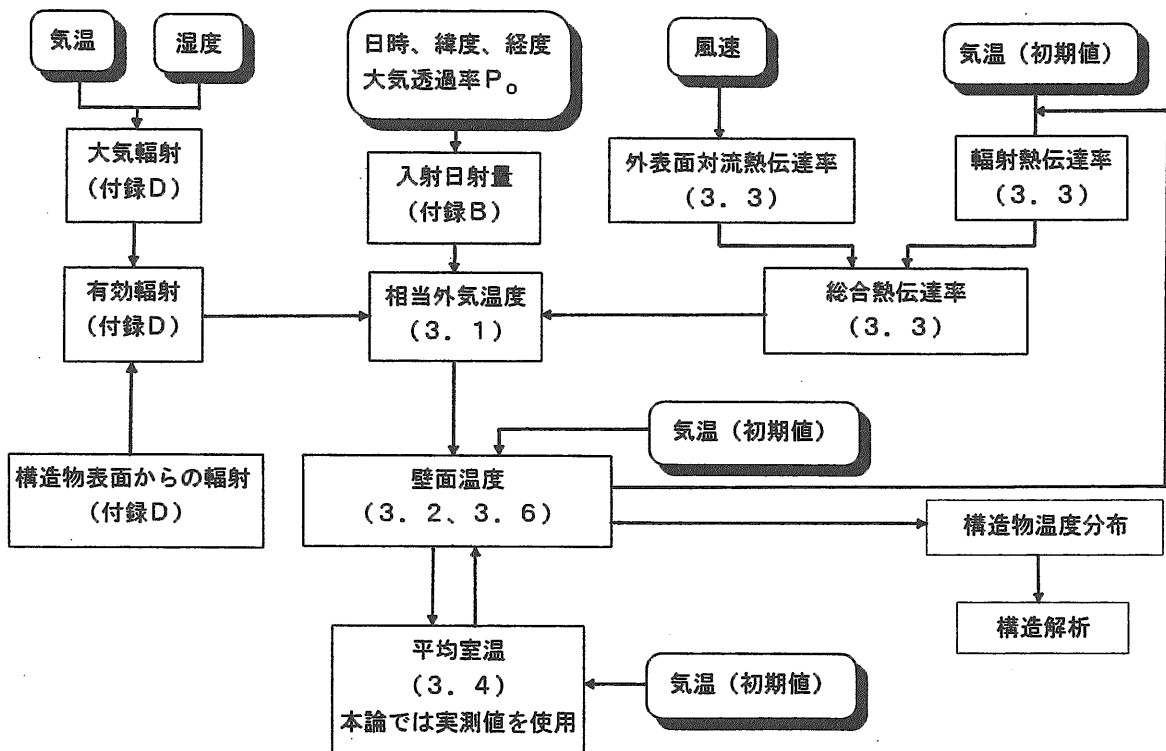 気温
湿度
日時、緯度、経度
大気透過率P。
風速
気温(初期値)
大気輻射
(付録D)
入射日射量
(付録B)
外表面対流熱伝達率
(3. 3)
輻射熱伝達率
(3. 3)
有効輻射
(付録D)
相当外気温度
(3. 1)
総合熱伝達率
(3. 3)
気温(初期値)
構造物表面からの輻射
(付録D)
壁面温度
(3. 2、3. 6)
構造物温度分布
構造解析
平均室温
(3. 4)
本論では実測値を使用
気温(初期値)